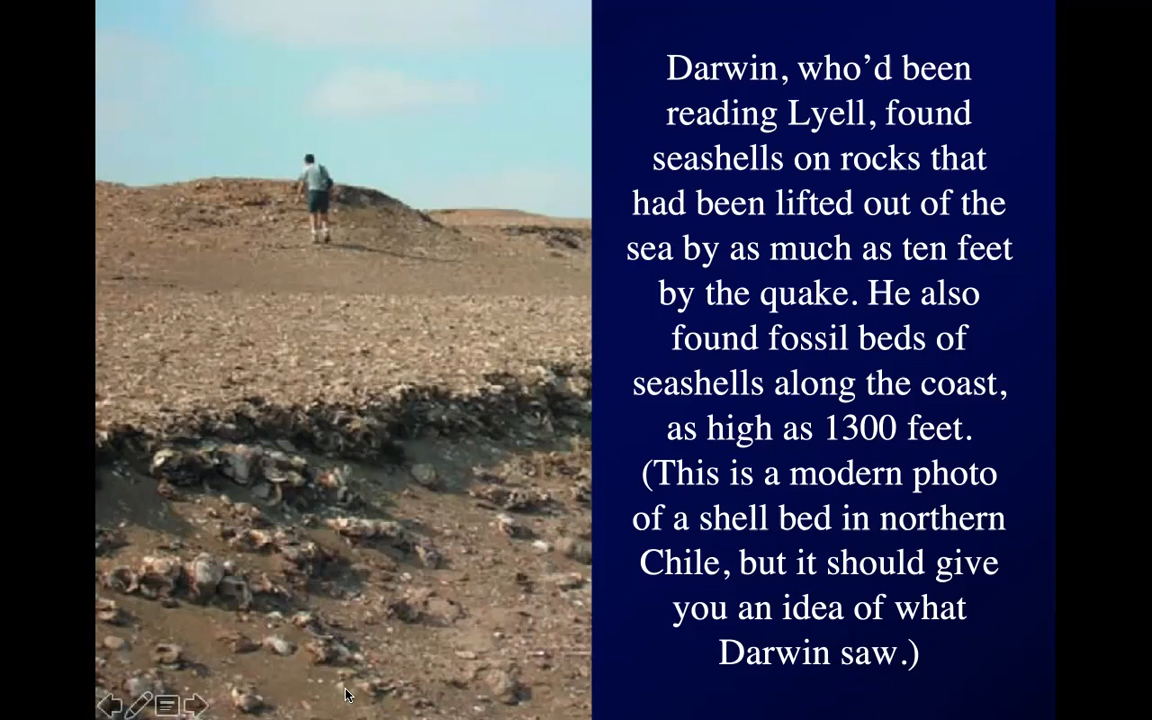 Darwin, who’d been
reading Lyell, found
seashells on rocks that
had been lifted out of the
sea by as much as ten feet
by the quake. He also
found fossil beds of
seashells along the coast,
as high as 1300 feet.
(This is a modern photo
of a shell bed in northern
Chile, but it should give
you an idea of what
Darwin saw.)